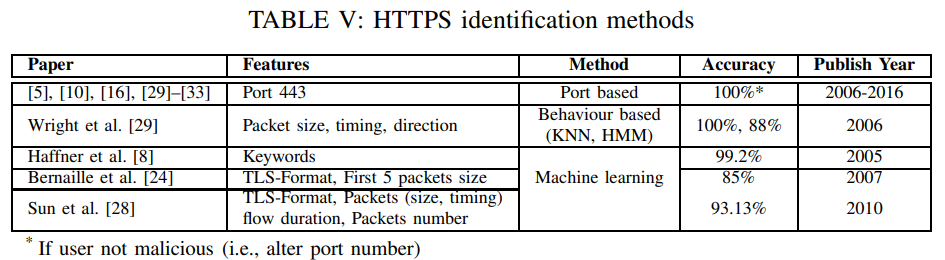 TABLE V: HTTPS identification methods
Paper Features Method Accuracy Publish Year
[5], [10], [16], [29]–[33] Port 443 Port based 100%* 2006-2016
Wright et al. [29] Packet size, timing, direction Behaviour based (KNN, HMM) 100%, 88% 2006
Haffner et al. [8] Keywords Machine learning 99.2% 2005
Bernaille et al. [24] TLS-Format, First 5 packets size 85% 2007
Sun et al. [28] TLS-Format, Packets (size, timing) flow duration, Packets number 93.13% 2010
* If user not malicious (i.e., alter port number)